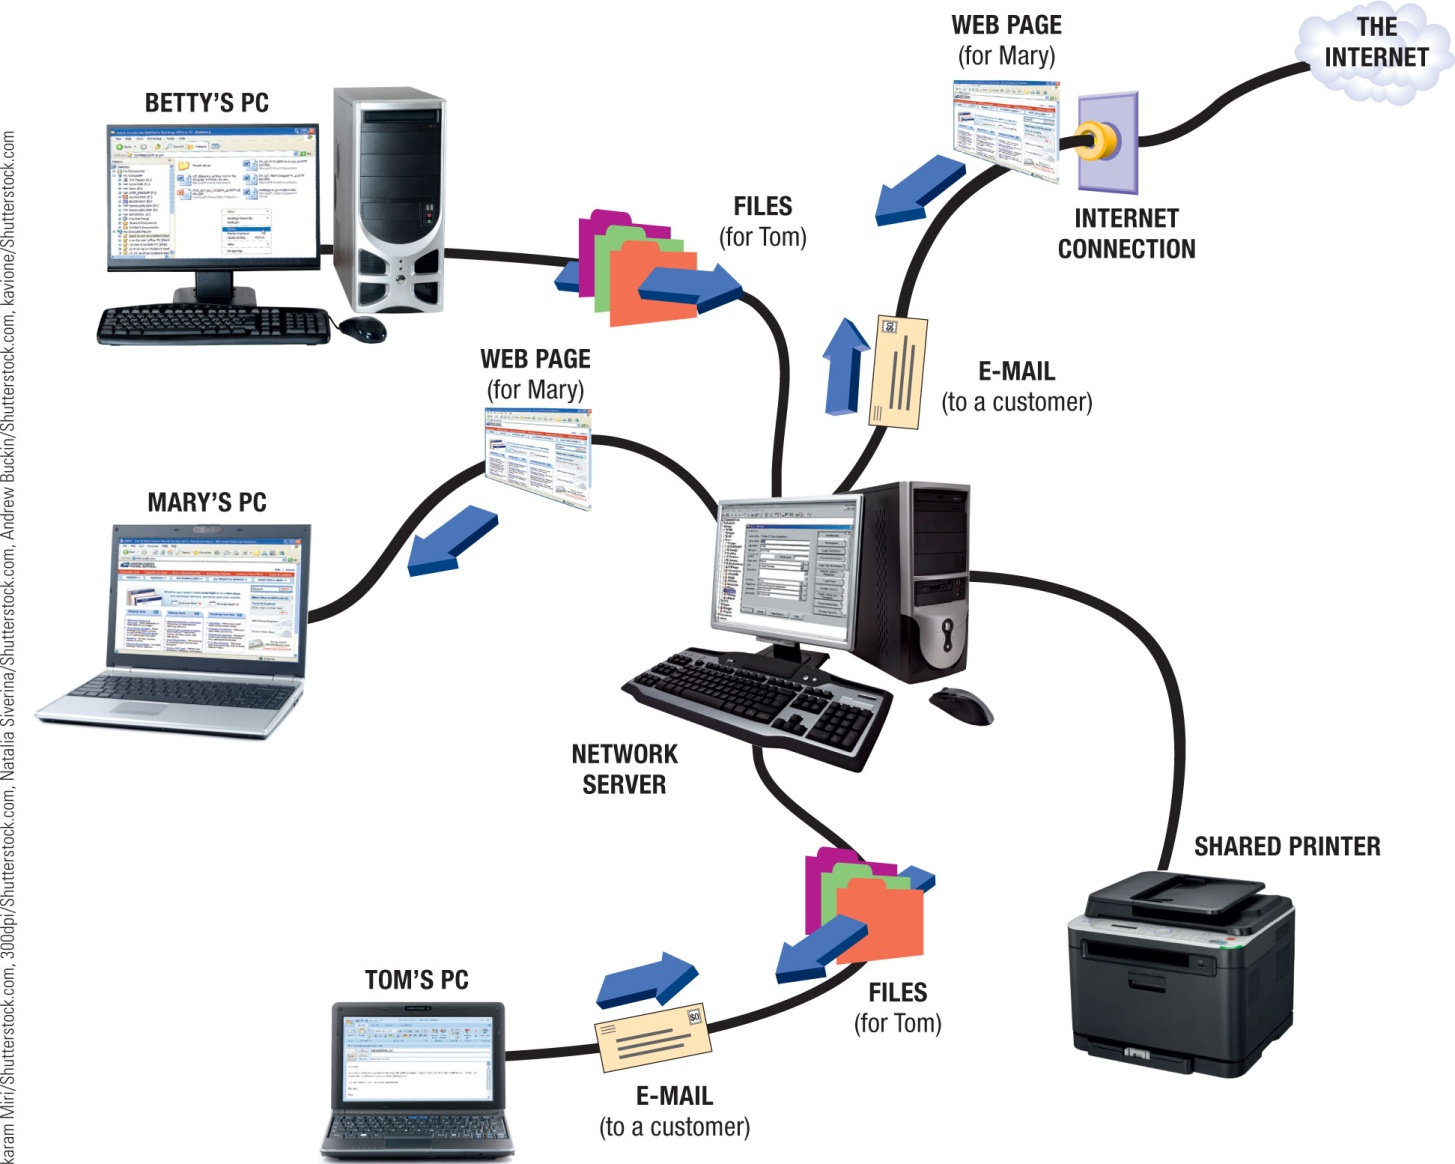 WEB PAGE
(for Mary)
THE
INTERNET
BETTY'S PC
FILES
(for Tom)
INTERNET
CONNECTION
WEB PAGE
(for Mary)
E-MAIL
(to a customer)
MARY'S PC
NETWORK
SERVER
SHARED PRINTER
TOM'S PC
FILES
(for Tom)
E-MAIL
(to a customer)
karam Miri/Shutterstock.com, 300dpi/Shutterstock.com, Natalia Siverina/Shutterstock.com, Andrew Buckin/Shutterstock.com, kavione/Shutterstock.com